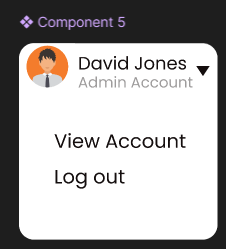 Component 5
David Jones
Admin Account
View Account
Log out